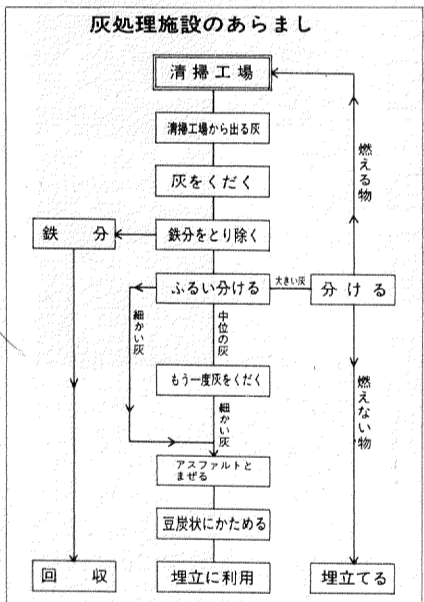 灰処理施設のあらまし
清掃工場
清掃工場から出る灰
灰をくだく
鉄分
鉄分をとり除く
ふるい分ける
大きい灰
分ける
燃える物
細かい灰
中位の灰
もう一度灰をくだく
細かい灰
燃えない物
アスファルトと
まぜる
豆炭状にかためる
回収
埋立に利用
埋立てる